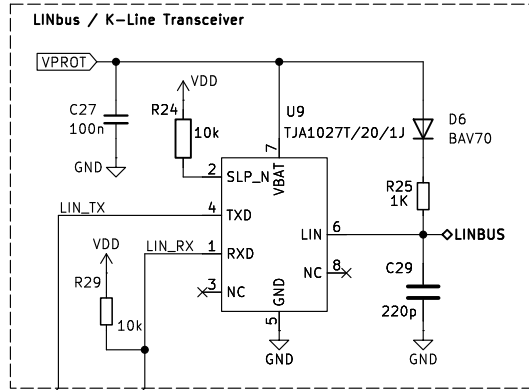 LINbus / K-Line Transceiver
VPROT
VDD
C27
100n
R24
10k
U9
TJA1027T/20/1J
D6
BAV70
7
GND
2
SLP_N
VBAT
R25
1K
LIN_TX
4
TXD
LIN
6
LINBUS
VDD
LIN_RX
1
RXD
8
NC
C29
220p
R29
10k
3
NC
GND
5
GND
GND